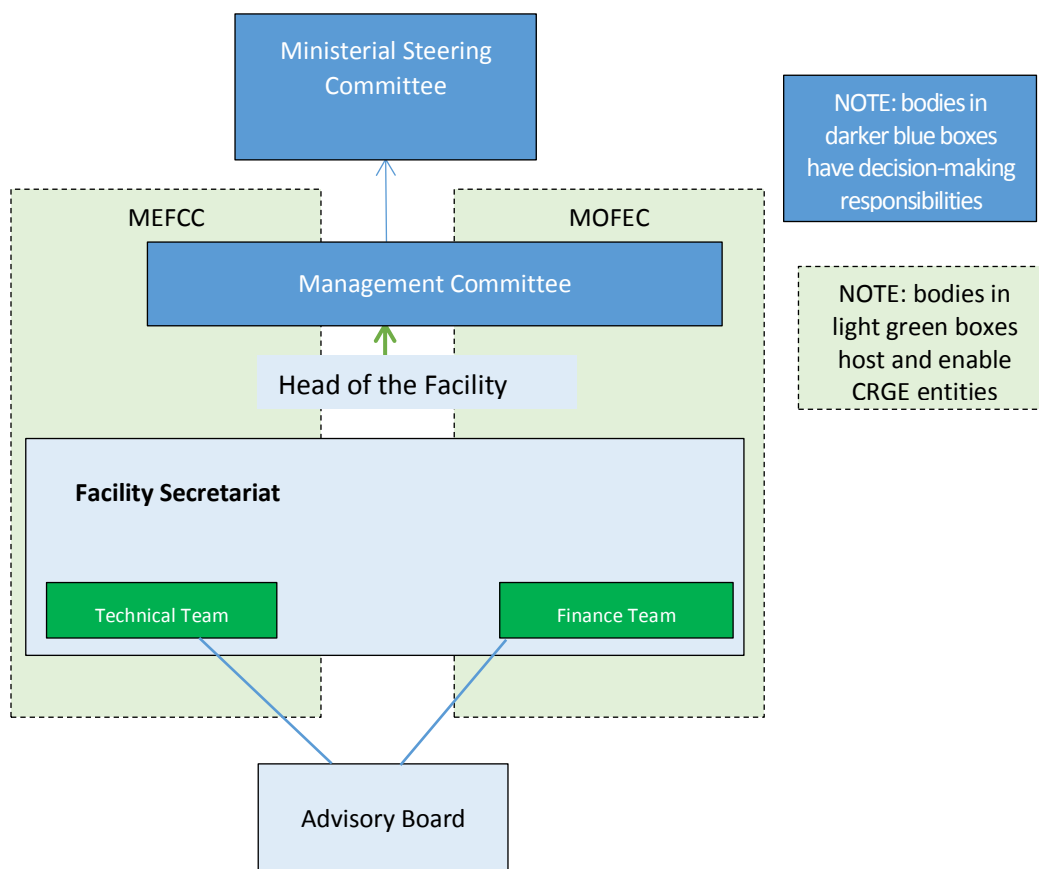 Ministerial Steering
Committee
NOTE: bodies in
darker blue boxes
have decision-making
responsibilities
MEFCC
MOFEC
Management Committee
NOTE: bodies in
light green boxes
host and enable
CRGE entities
Head of the Facility
Facility Secretariat
Technical Team
Finance Team
Advisory Board